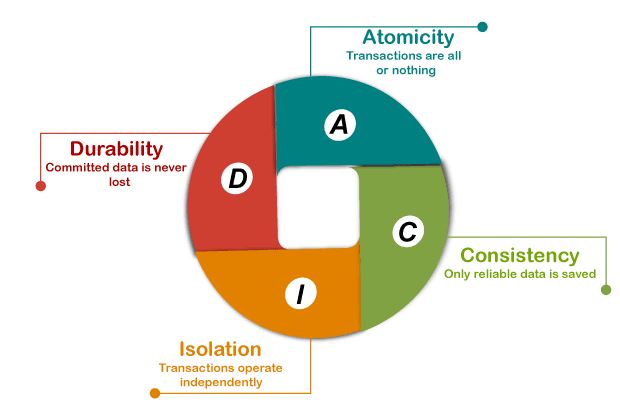 Atomicity
Transactions are all
or nothing
A
Durability
Committed data is never
lost
D
C
Consistency
Only reliable data is saved
I
Isolation
Transactions operate
independently